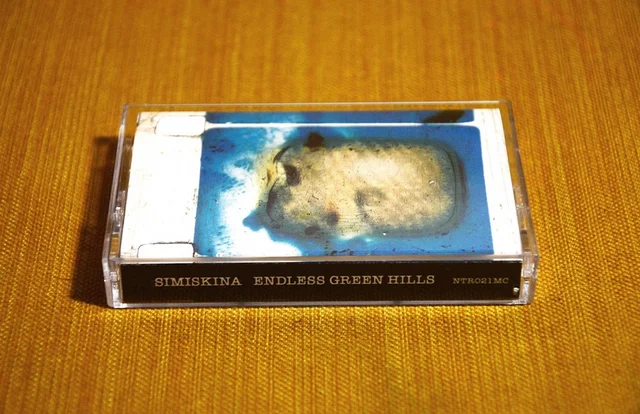 SIMISKINA ENDLESS GREEN HILLS NTR021MC